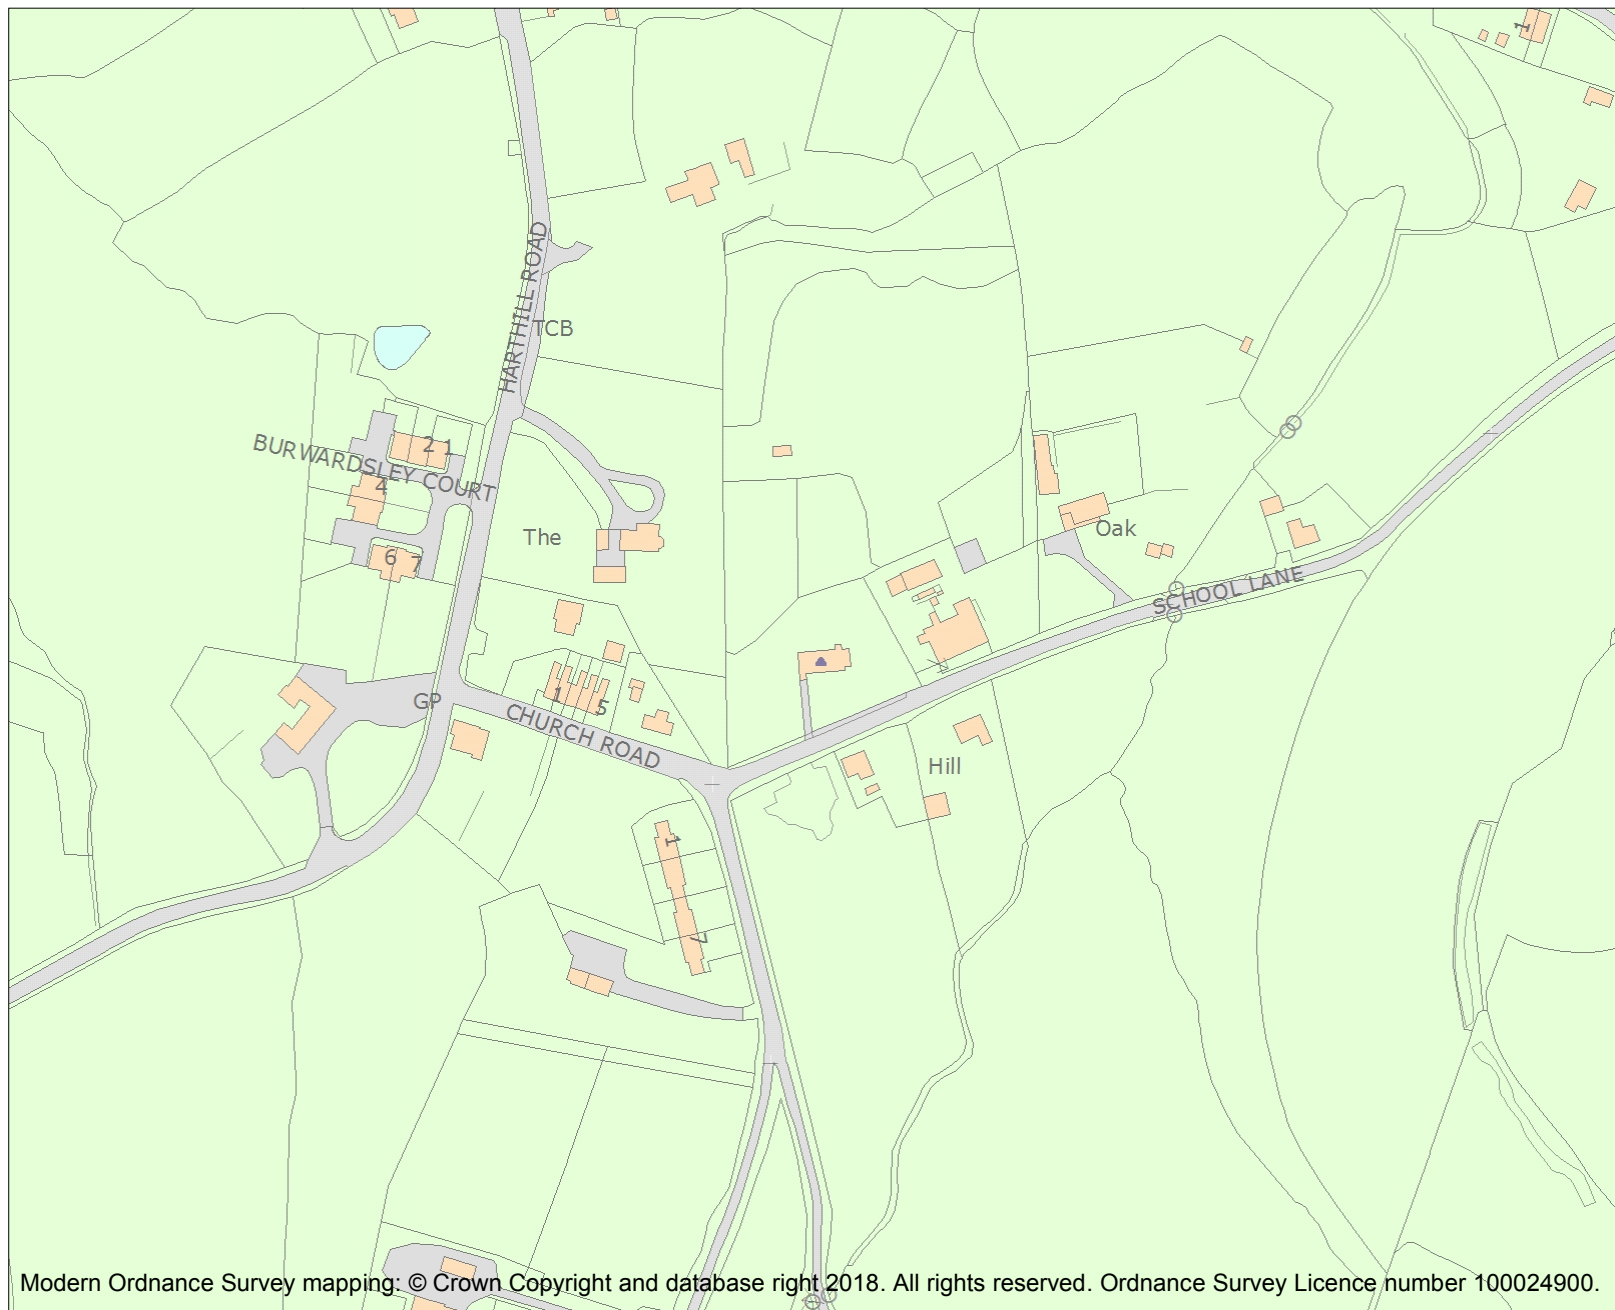 1
HARTHILL ROAD
TCB
2 1
BURWARDSLEY COURT
4
The
Oak
6 7
SCHOOL LANE
GP
1
5
CHURCH ROAD
Hill
1
7
Modern Ordnance Survey mapping: © Crown Copyright and database right 2018. All rights reserved. Ordnance Survey Licence number 100024900.